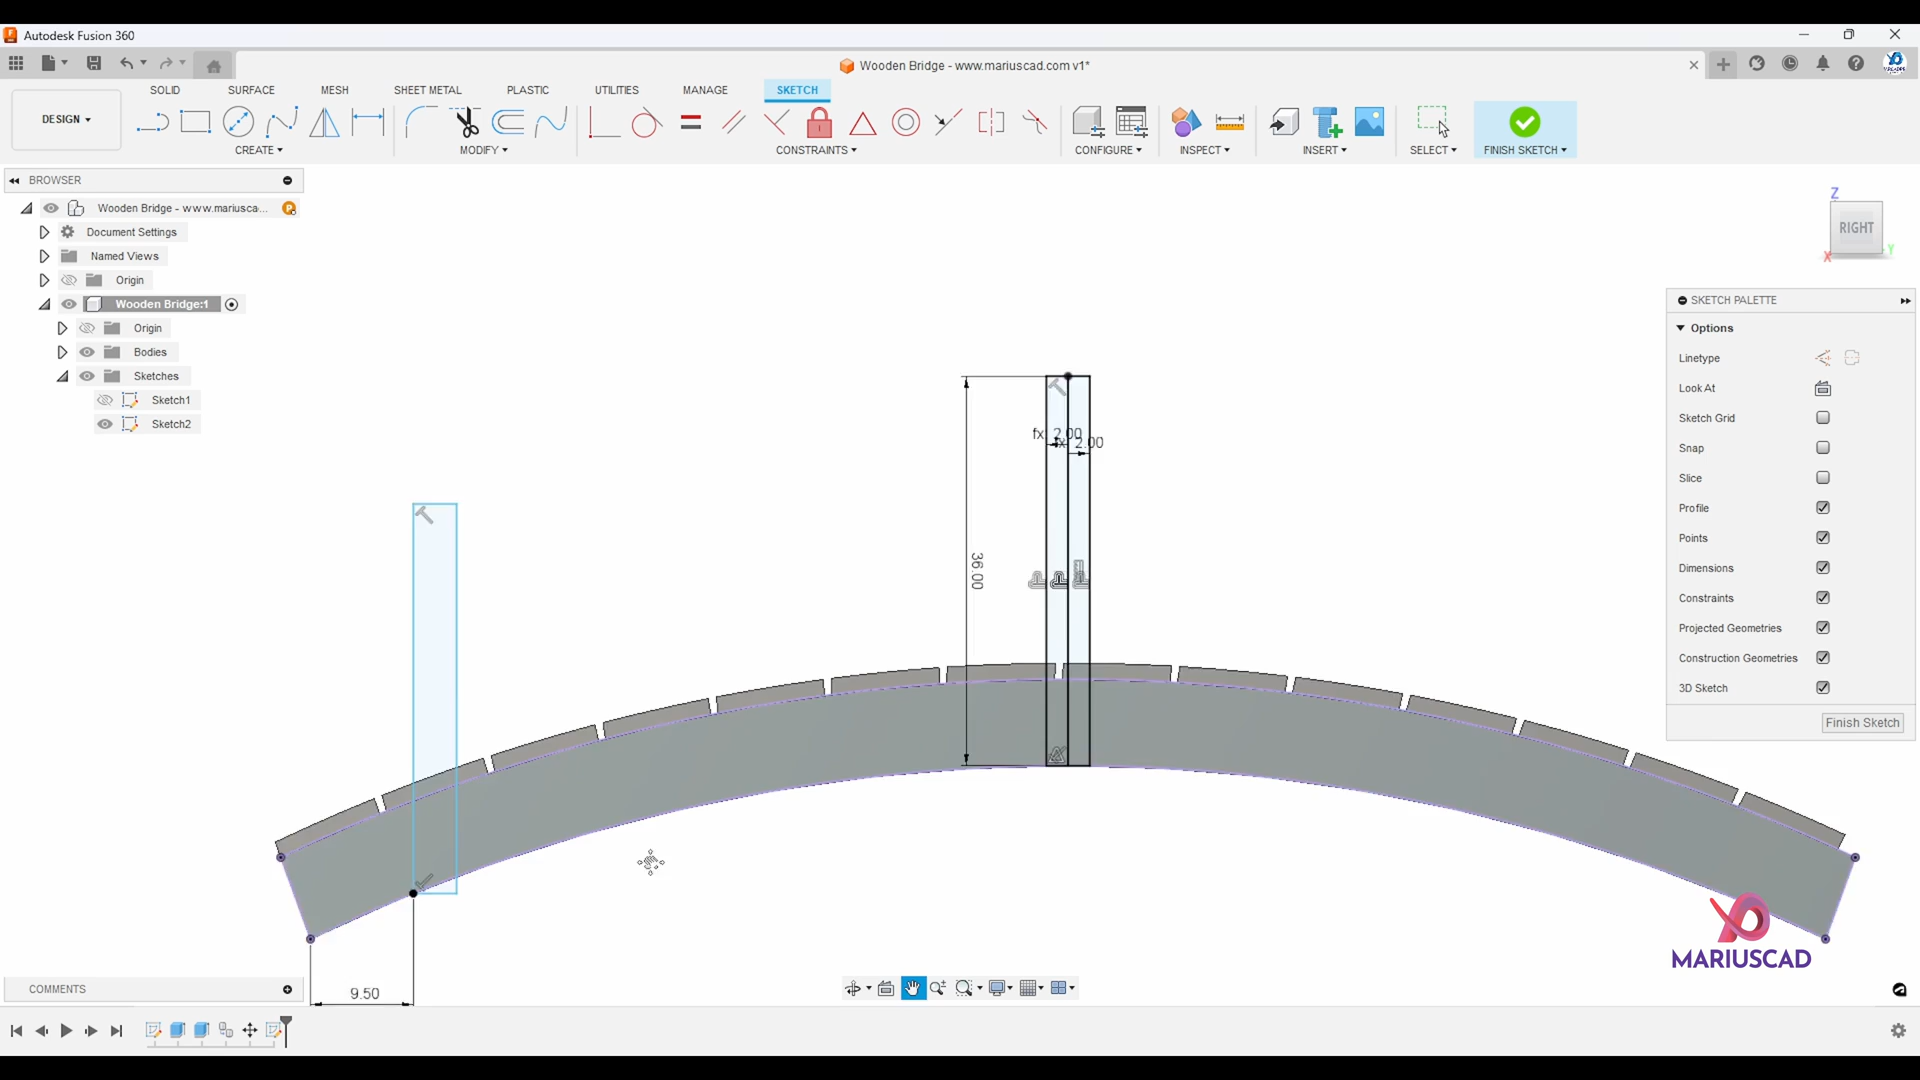 Autodesk Fusion 360
Wooden Bridge - www.mariuscad.com v1*
SOLID SURFACE MESH SHEET METAL PLASTIC UTILITIES MANAGE SKETCH
DESIGN
CREATE MODIFY CONSTRAINTS CONFIGURE INSPECT INSERT SELECT FINISH SKETCH
BROWSER
Wooden Bridge - www.mariusca...
Document Settings
Named Views
Origin
Wooden Bridge:1
Origin
Bodies
Sketches
Sketch1
Sketch2
Z
RIGHT
Y
X
SKETCH PALETTE
Options
Linetype
Look At
Sketch Grid
Snap
Slice
Profile
Points
Dimensions
Constraints
Projected Geometries
Construction Geometries
3D Sketch
Finish Sketch
fx: 2.00
2.00
36.00
9.50
MARIUSCAD
COMMENTS